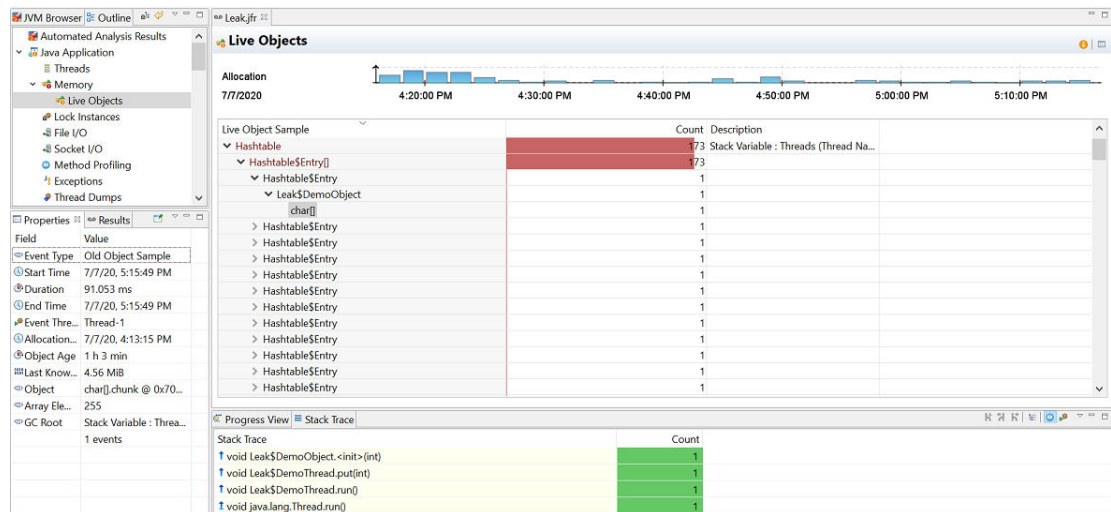 JVM Browser Outline
Automated Analysis Results
Java Application
Threads
Memory
Live Objects
Lock Instances
File I/O
Socket I/O
Method Profiling
Exceptions
Thread Dumps
Properties Results
Field Value
Event Type Old Object Sample
Start Time 7/7/20, 5:15:49 PM
Duration 91.053 ms
End Time 7/7/20, 5:15:49 PM
Event Thre... Thread-1
Allocation... 7/7/20, 4:13:15 PM
Object Age 1 h 3 min
Last Know... 4.56 MiB
Object char[].chunk @ 0x70...
Array Ele... 255
GC Root Stack Variable : Threa...
1 events
Leak.jfr
Live Objects
Allocation
7/7/2020 4:20:00 PM 4:30:00 PM 4:40:00 PM 4:50:00 PM 5:00:00 PM 5:10:00 PM
Live Object Sample Count Description
Hashtable 173 Stack Variable : Threads (Thread Na...
Hashtable$Entry[] 173
Hashtable$Entry 1
Leak$DemoObject 1
char[] 1
Hashtable$Entry 1
Hashtable$Entry 1
Hashtable$Entry 1
Hashtable$Entry 1
Hashtable$Entry 1
Hashtable$Entry 1
Hashtable$Entry 1
Hashtable$Entry 1
Hashtable$Entry 1
Hashtable$Entry 1
Hashtable$Entry 1
Progress View Stack Trace
Stack Trace Count
void Leak$DemoObject.<init>(int) 1
void Leak$DemoThread.put(int) 1
void Leak$DemoThread.run() 1
void java.lang.Thread.run() 1